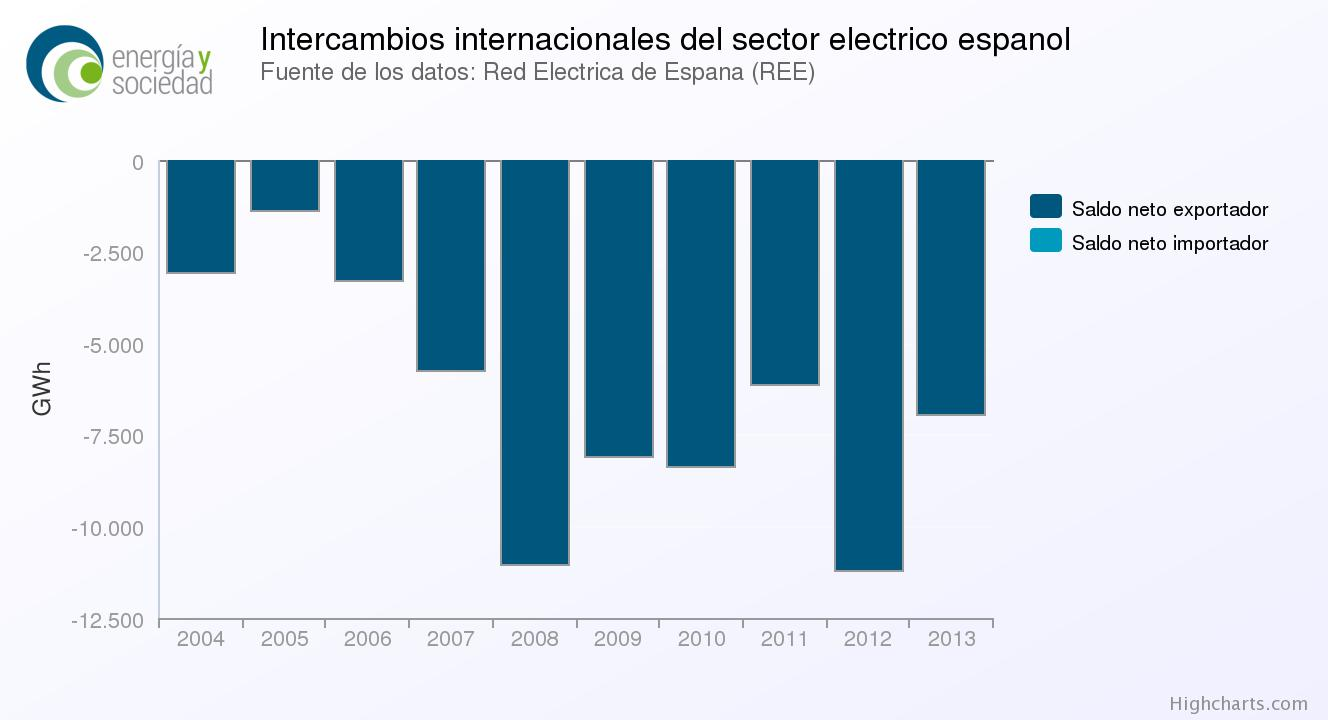 energía y
sociedad
Intercambios internacionales del sector electrico espanol
Fuente de los datos: Red Electrica de Espana (REE)
0
-2.500
-5.000
-7.500
-10.000
-12.500
GWh
2004 2005 2006 2007 2008 2009 2010 2011 2012 2013
Saldo neto exportador
Saldo neto importador
Highcharts.com